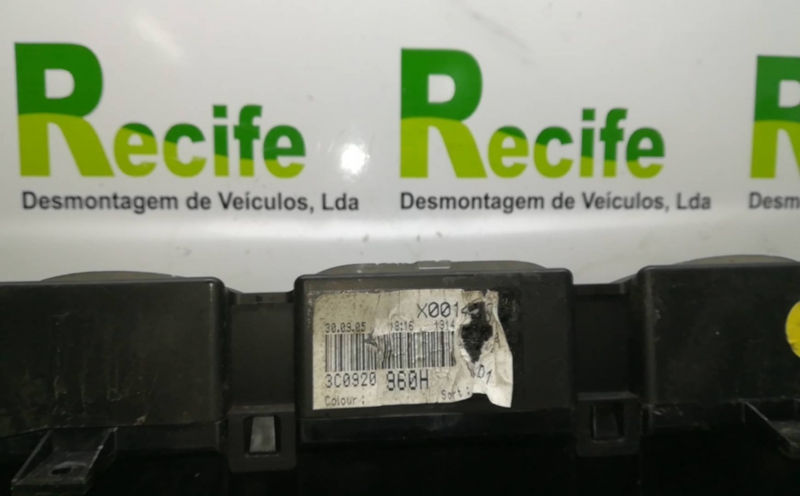 Recife
Desmontagem de Veículos, Lda
Recife
Desmontagem de Veículos, Lda
R
Desm
30.09.05 18:16 1914
3C0920 960H
Colour :